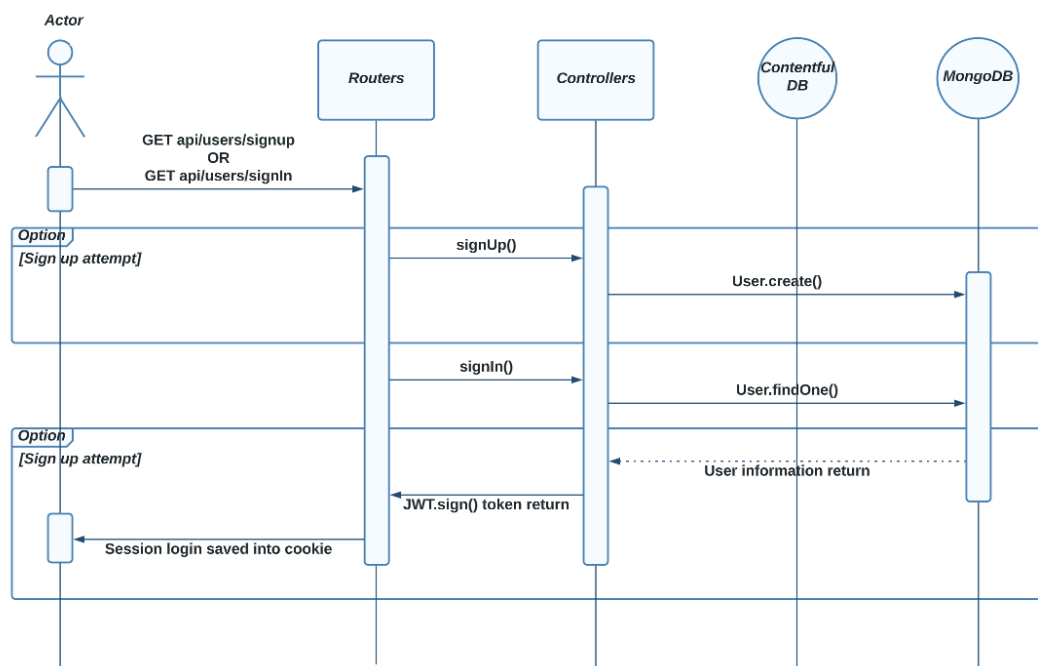 Actor
Routers
Controllers
Contentful
DB
MongoDB
GET api/users/signup
OR
GET api/users/signIn
Option
[Sign up attempt]
signUp()
User.create()
signIn()
User.findOne()
Option
[Sign up attempt]
User information return
JWT.sign() token return
Session login saved into cookie